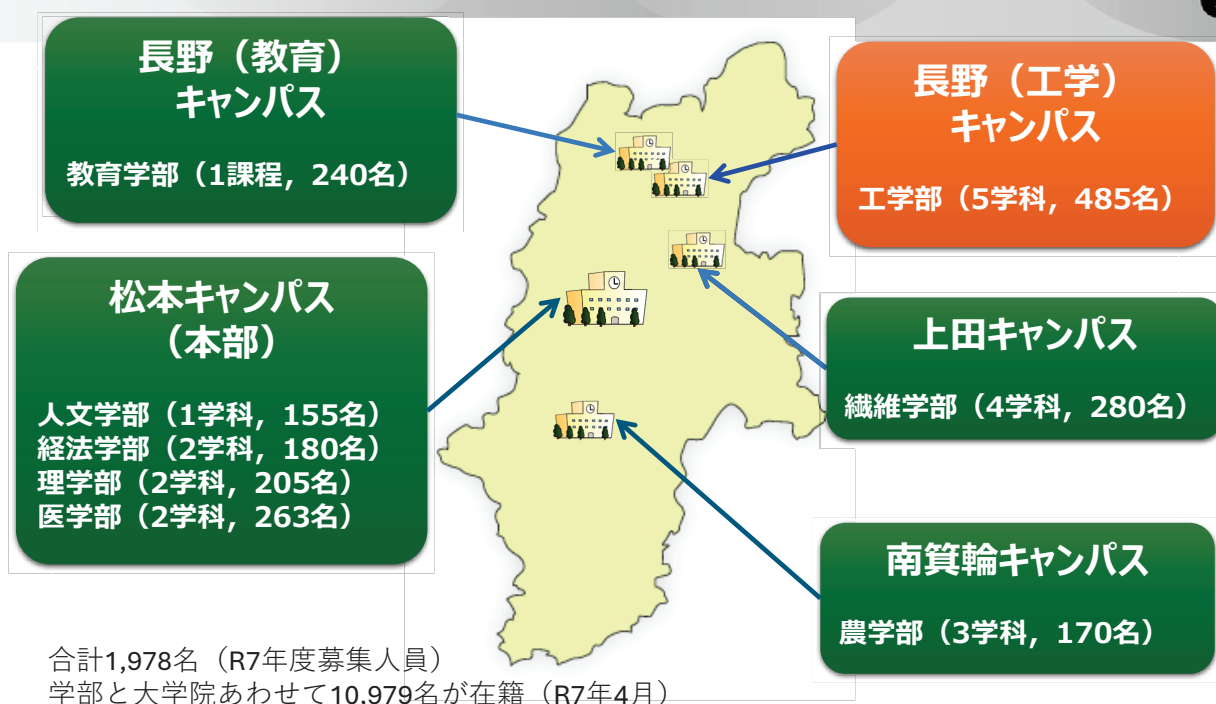 長野（教育）
キャンパス
教育学部（1課程，240名）
長野（工学）
キャンパス
工学部（5学科，485名）
松本キャンパス
（本部）
人文学部（1学科，155名）
経法学部（2学科，180名）
理学部（2学科，205名）
医学部（2学科，263名）
上田キャンパス
繊維学部（4学科，280名）
南箕輪キャンパス
農学部（3学科，170名）
合計1,978名（R7年度募集人員）
学部と大学院あわせて10,979名が在籍（R7年4月）